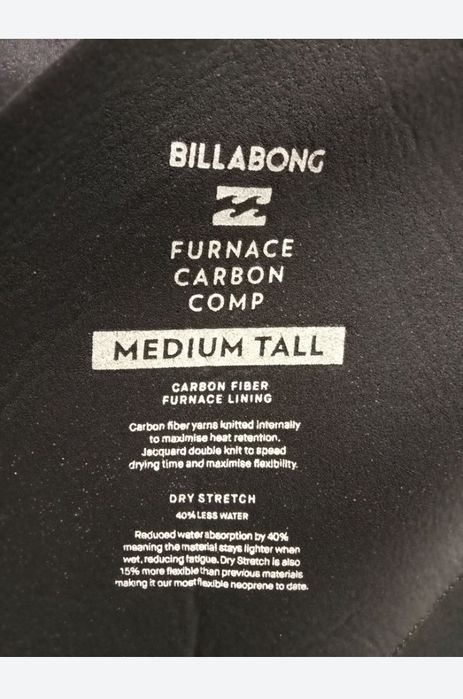 BILLABONG
FURNACE
CARBON
COMP
MEDIUM TALL
CARBON FIBER
FURNACE LINING
Carbon fiber yarns knitted internally
to maximise heat retention.
Jacquard double knit to speed
drying time and maximise flexibility.
DRY STRETCH
40% LESS WATER
Reduced water absorption by 40%
meaning the material stays lighter when
wet, reducing fatigue. Dry Stretch is also
15% more flexible than previous materials
making it our most flexible neoprene to date.